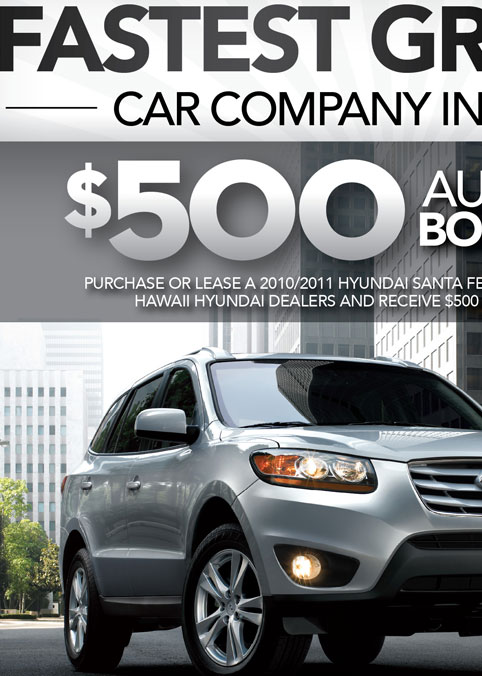 FASTEST GR
CAR COMPANY IN
$500
AU
BO
PURCHASE OR LEASE A 2010/2011 HYUNDAI SANTA FE
HAWAII HYUNDAI DEALERS AND RECEIVE $500